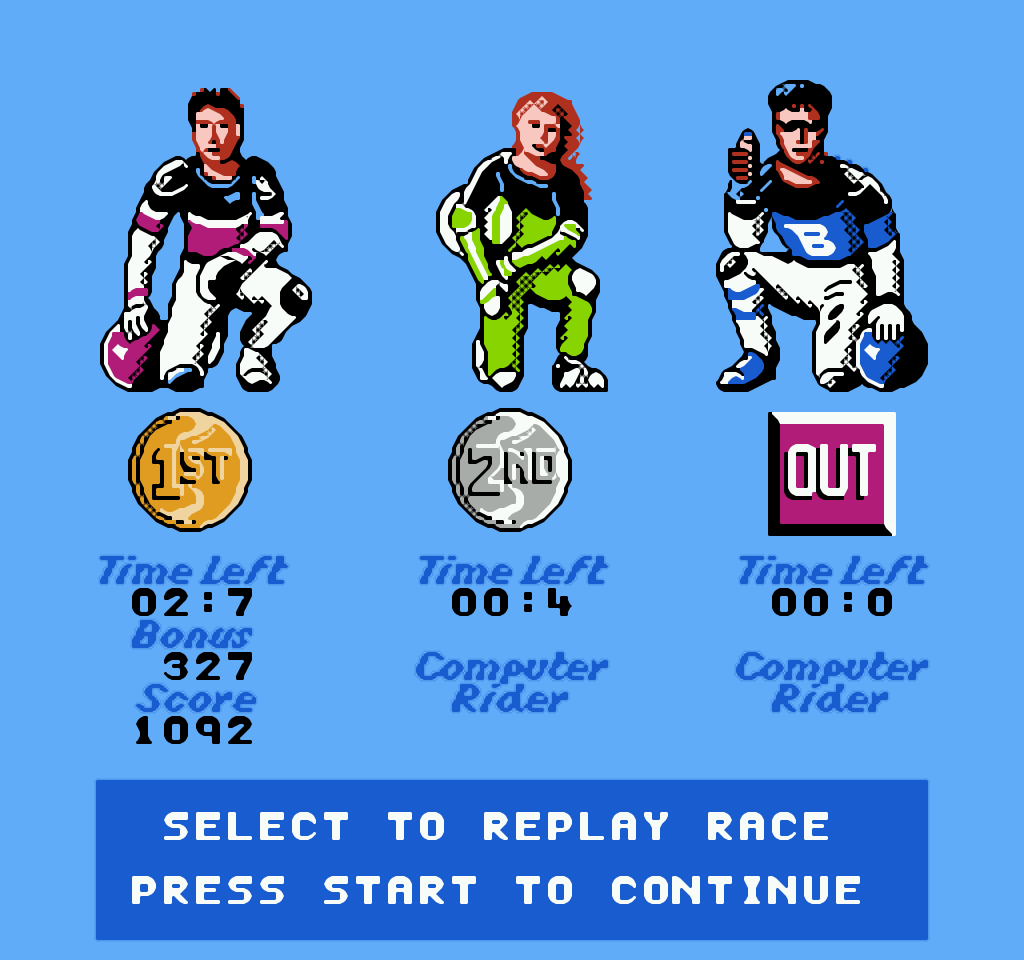 B
1ST 2ND OUT
Time Left Time Left Time Left
02:7 00:4 00:0
Bonus
327 Computer Computer
Score Rider Rider
1092
SELECT TO REPLAY RACE
PRESS START TO CONTINUE